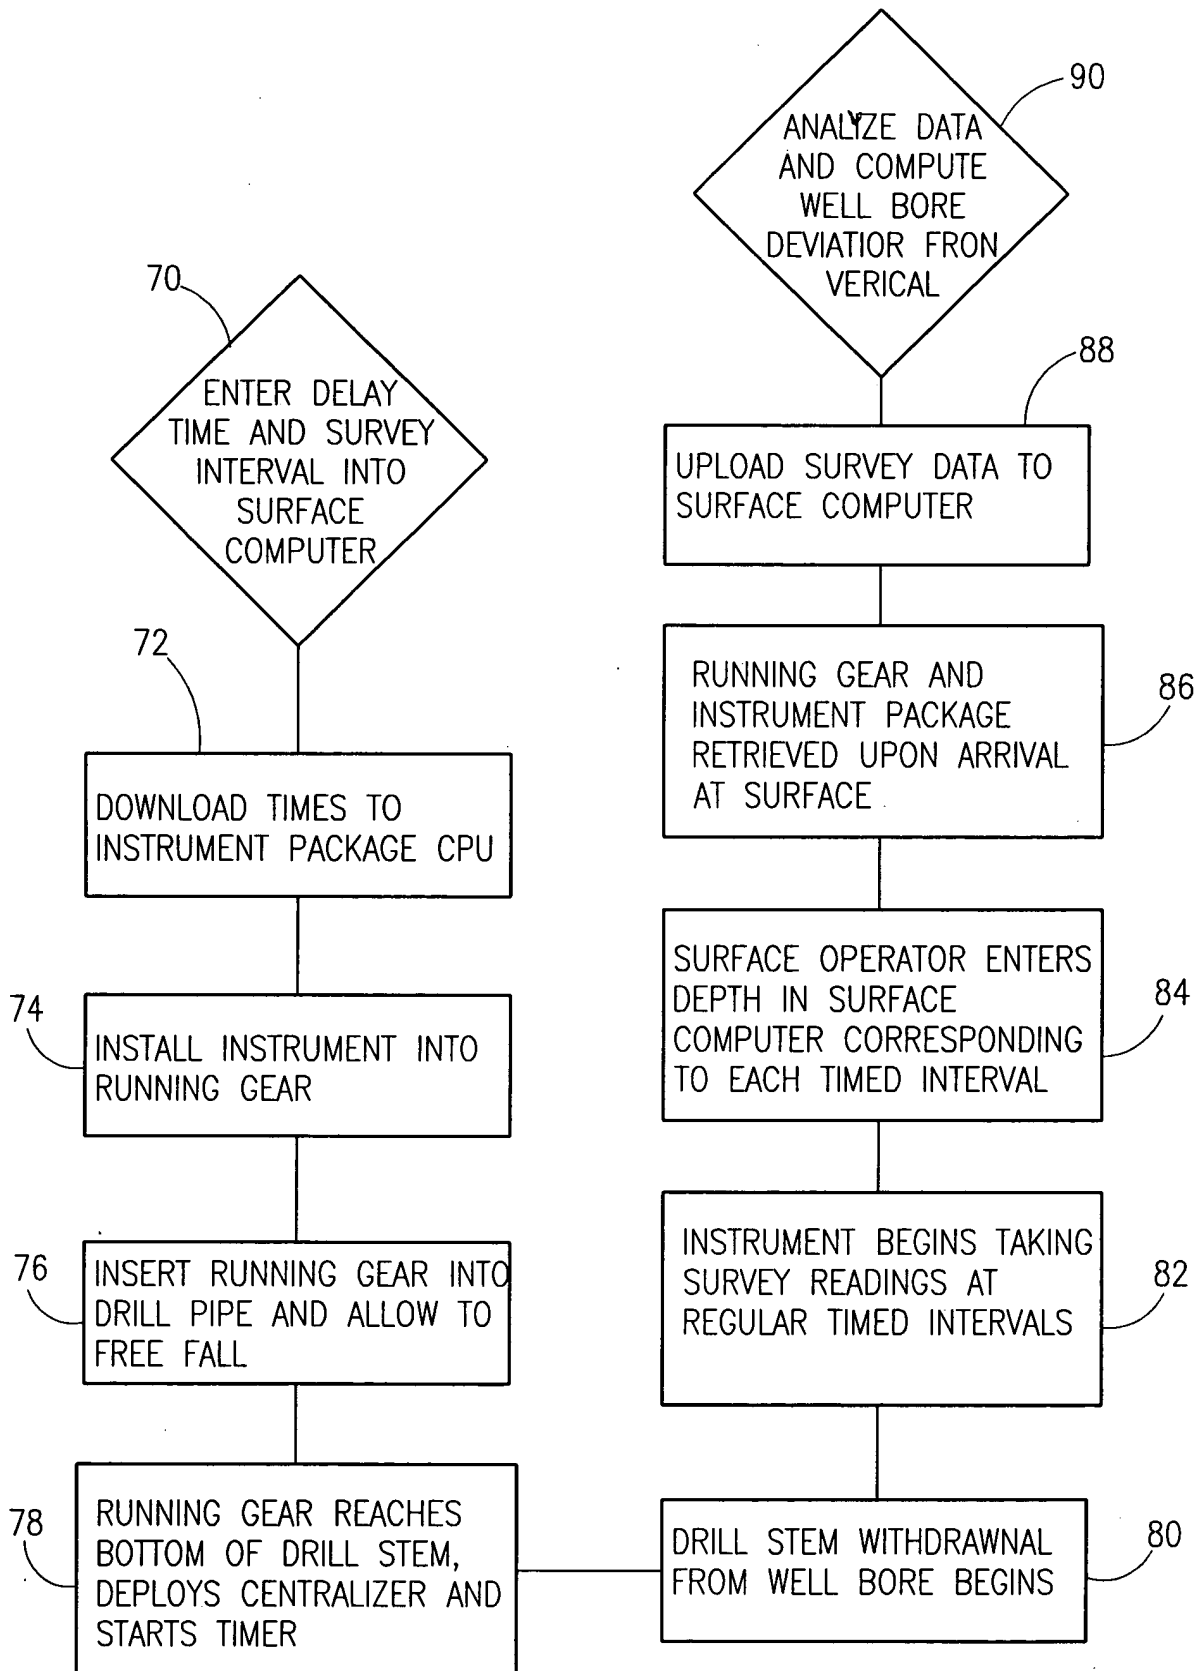 70
ENTER DELAY
TIME AND SURVEY
INTERVAL INTO
SURFACE
COMPUTER
72
DOWNLOAD TIMES TO
INSTRUMENT PACKAGE CPU
74
INSTALL INSTRUMENT INTO
RUNNING GEAR
76
INSERT RUNNING GEAR INTO
DRILL PIPE AND ALLOW TO
FREE FALL
78
RUNNING GEAR REACHES
BOTTOM OF DRILL STEM,
DEPLOYS CENTRALIZER AND
STARTS TIMER
80
DRILL STEM WITHDRAWNAL
FROM WELL BORE BEGINS
82
INSTRUMENT BEGINS TAKING
SURVEY READINGS AT
REGULAR TIMED INTERVALS
84
SURFACE OPERATOR ENTERS
DEPTH IN SURFACE
COMPUTER CORRESPONDING
TO EACH TIMED INTERVAL
86
RUNNING GEAR AND
INSTRUMENT PACKAGE
RETRIEVED UPON ARRIVAL
AT SURFACE
88
UPLOAD SURVEY DATA TO
SURFACE COMPUTER
90
ANALYZE DATA
AND COMPUTE
WELL BORE
DEVIATIOR FRON
VERICAL